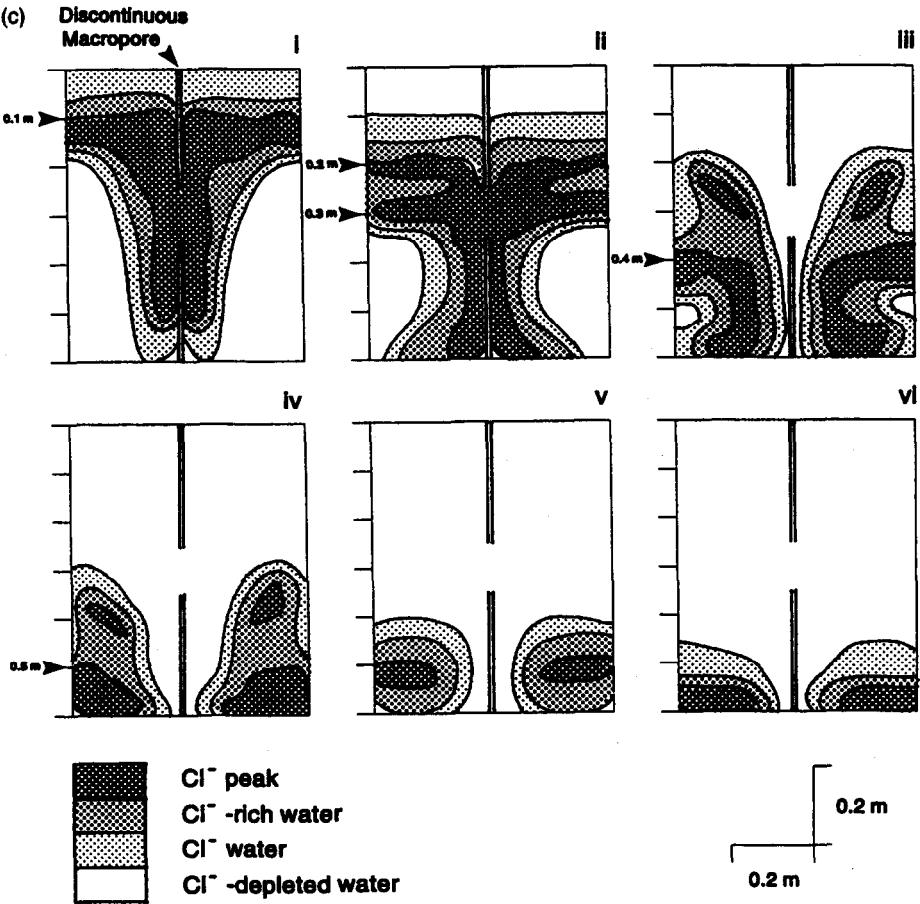 (c)
Discontinuous
Macropore
i
ii
iii
0.1 m
0.2 m
0.3 m
0.4 m
iv
v
vi
0.5 m
Cl⁻ peak
Cl⁻ -rich water
Cl⁻ water
Cl⁻ -depleted water
0.2 m
0.2 m